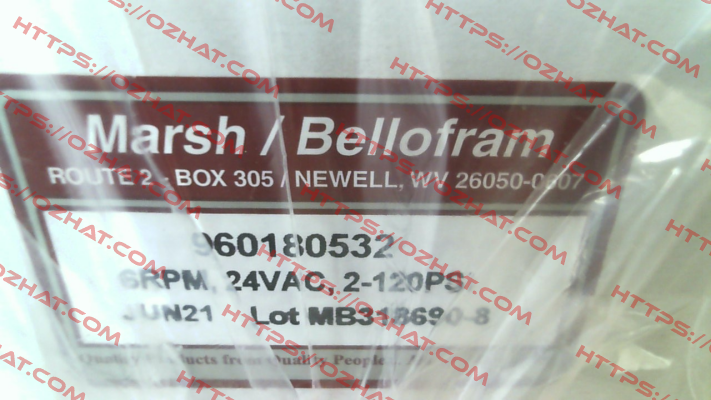 Marsh / Bellofram
ROUTE 2 - BOX 305 / NEWELL, WV 26050-0607
960180532
6RPM, 24VAC, 2-120PSI
JUN21 Lot MB318690-8
Quality Products from Quality People
HTTPS://OZHAT.COM